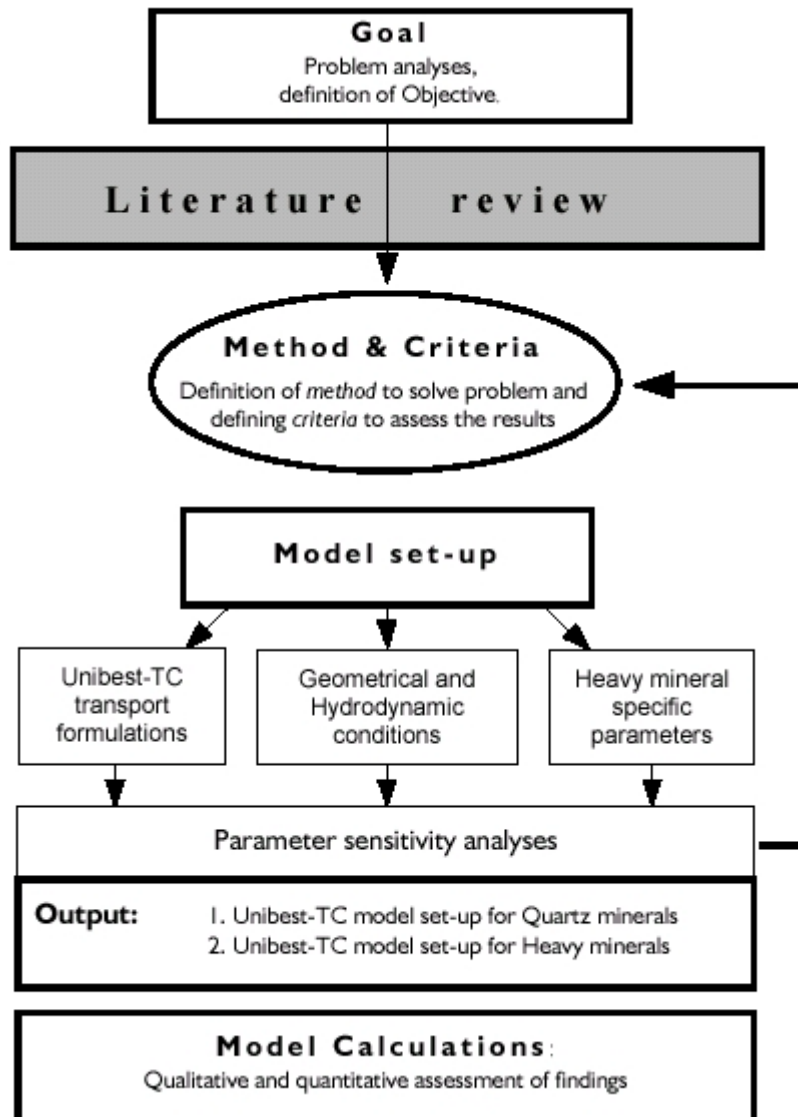 Goal
Problem analyses,
definition of Objective.
Literature review
Method & Criteria
Definition of method to solve problem and
defining criteria to assess the results
Model set-up
Unibest-TC
transport
formulations
Geometrical and
Hydrodynamic
conditions
Heavy mineral
specific
parameters
Parameter sensitivity analyses
Output: 1. Unibest-TC model set-up for Quartz minerals
2. Unibest-TC model set-up for Heavy minerals
Model Calculations:
Qualitative and quantitative assessment of findings